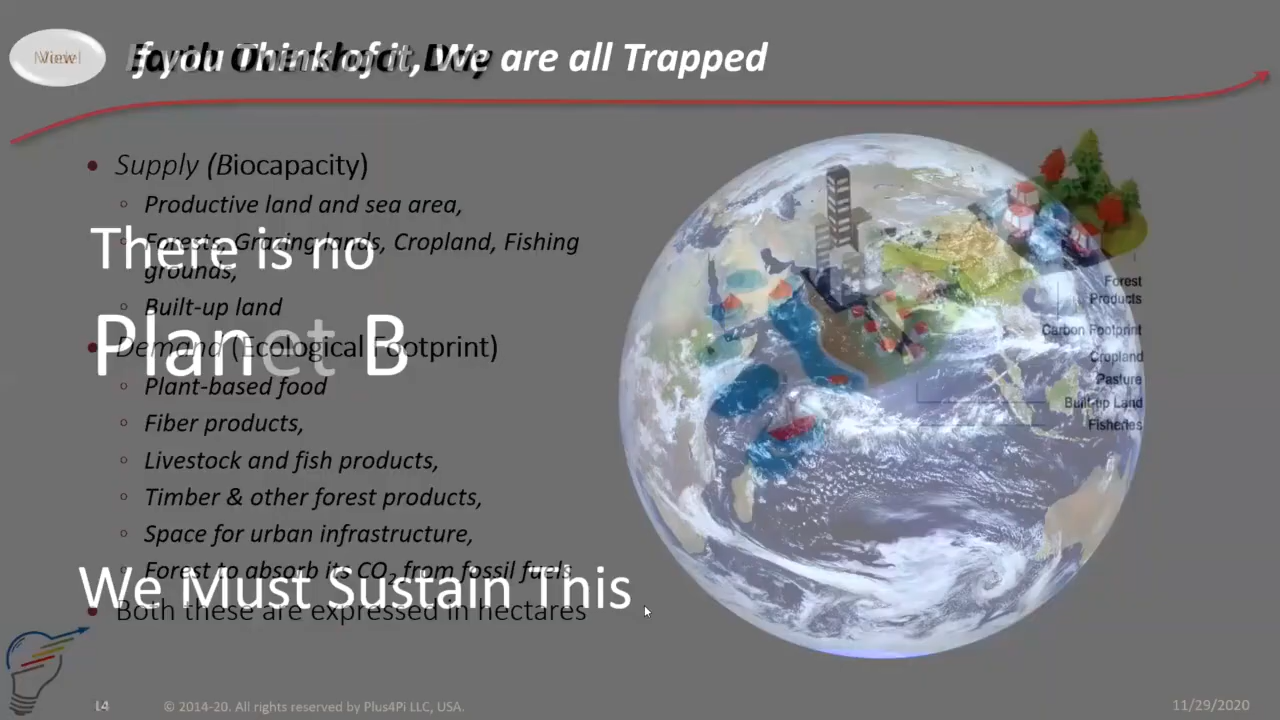 If you Think of it, We are all Trapped
Earth Overshoot Day
Supply (Biocapacity)
Productive land and sea area,
Forests, Grazing lands, Cropland, Fishing
grounds,
Built-up land
There is no
Planet B
Demand (Ecological Footprint)
Plant-based food
Fiber products,
Livestock and fish products,
Timber & other forest products,
Space for urban infrastructure,
Forest to absorb its CO₂ from fossil fuels
We Must Sustain This
Both these are expressed in hectares
Forest
Products
Carbon Footprint
Cropland
Pasture
Built-up Land
Fisheries
© 2014-20. All rights reserved by Plus4Pi LLC, USA.
11/29/2020